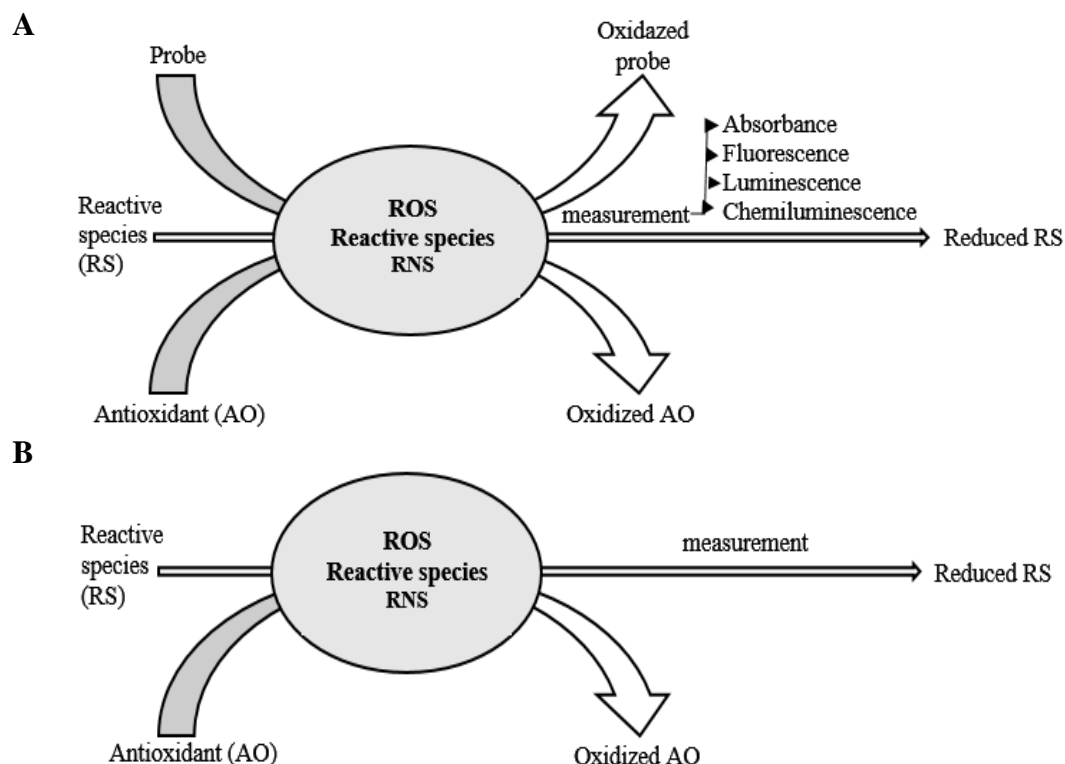 A
Probe
Oxidazed
probe
Absorbance
Fluorescence
Luminescence
Chemiluminescence
measurement
Reactive
species
(RS)
ROS
Reactive species
RNS
Reduced RS
Antioxidant (AO)
Oxidized AO
B
Reactive
species
(RS)
ROS
Reactive species
RNS
measurement
Reduced RS
Antioxidant (AO)
Oxidized AO